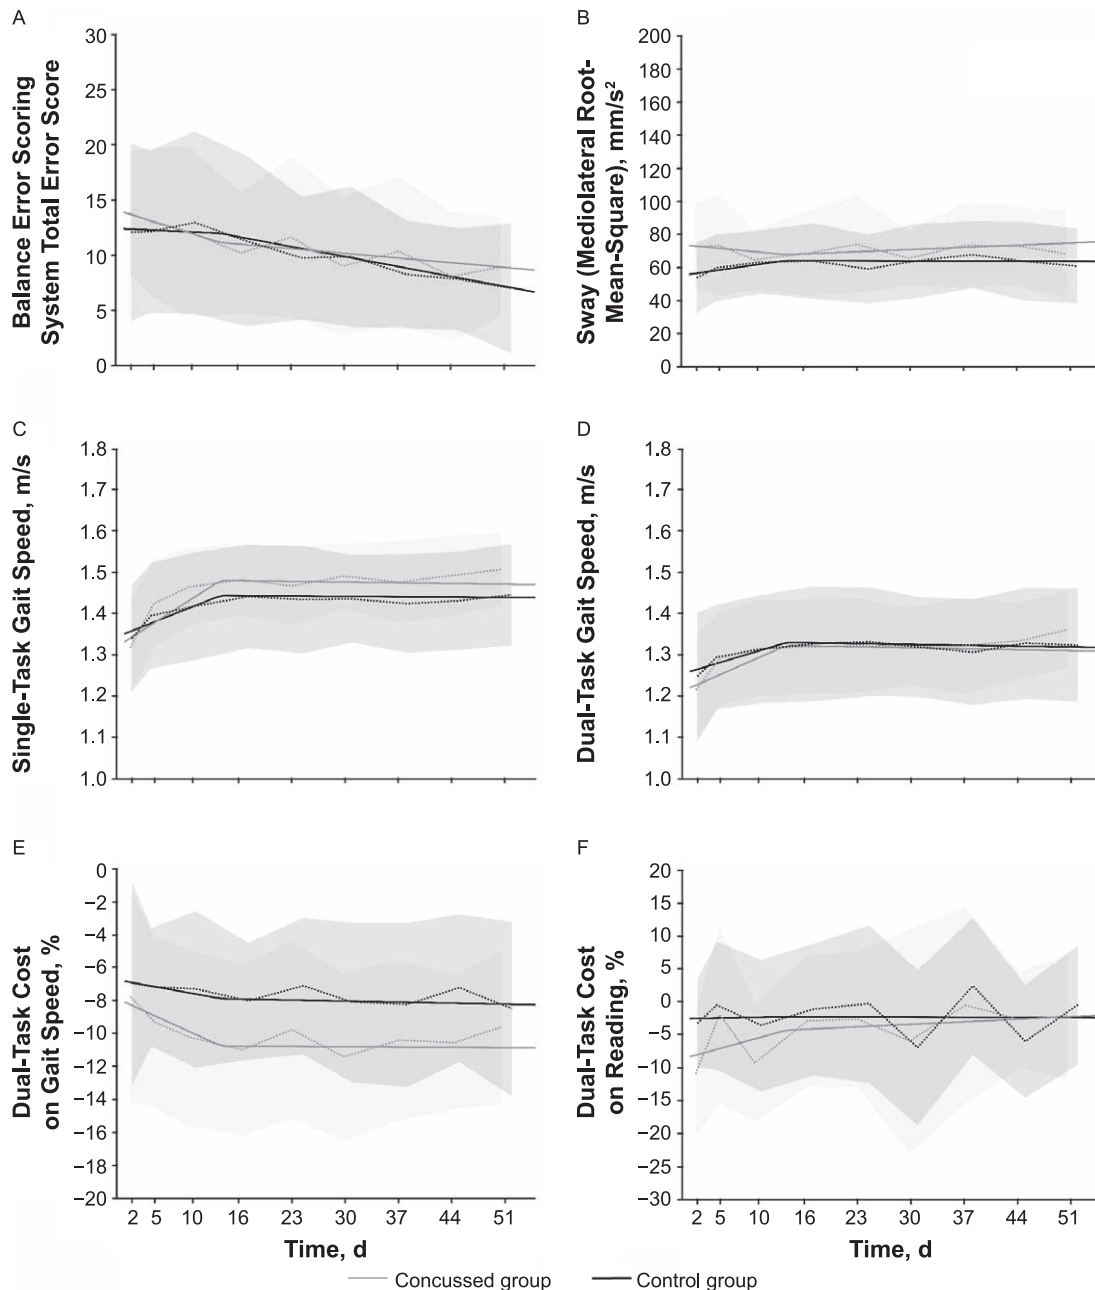 A
Balance Error Scoring
System Total Error Score
30
25
20
15
10
5
0
B
Sway (Mediolateral Root-
Mean-Square), mm/s²
200
180
160
140
120
100
80
60
40
20
0
C
Single-Task Gait Speed, m/s
1.8
1.7
1.6
1.5
1.4
1.3
1.2
1.1
1.0
D
Dual-Task Gait Speed, m/s
1.8
1.7
1.6
1.5
1.4
1.3
1.2
1.1
1.0
E
Dual-Task Cost
on Gait Speed, %
0
−2
−4
−6
−8
−10
−12
−14
−16
−18
−20
2 5 10 16 23 30 37 44 51
Time, d
F
Dual-Task Cost
on Reading, %
20
15
10
5
0
−5
−10
−15
−20
−25
−30
2 5 10 16 23 30 37 44 51
Time, d
Concussed group Control group